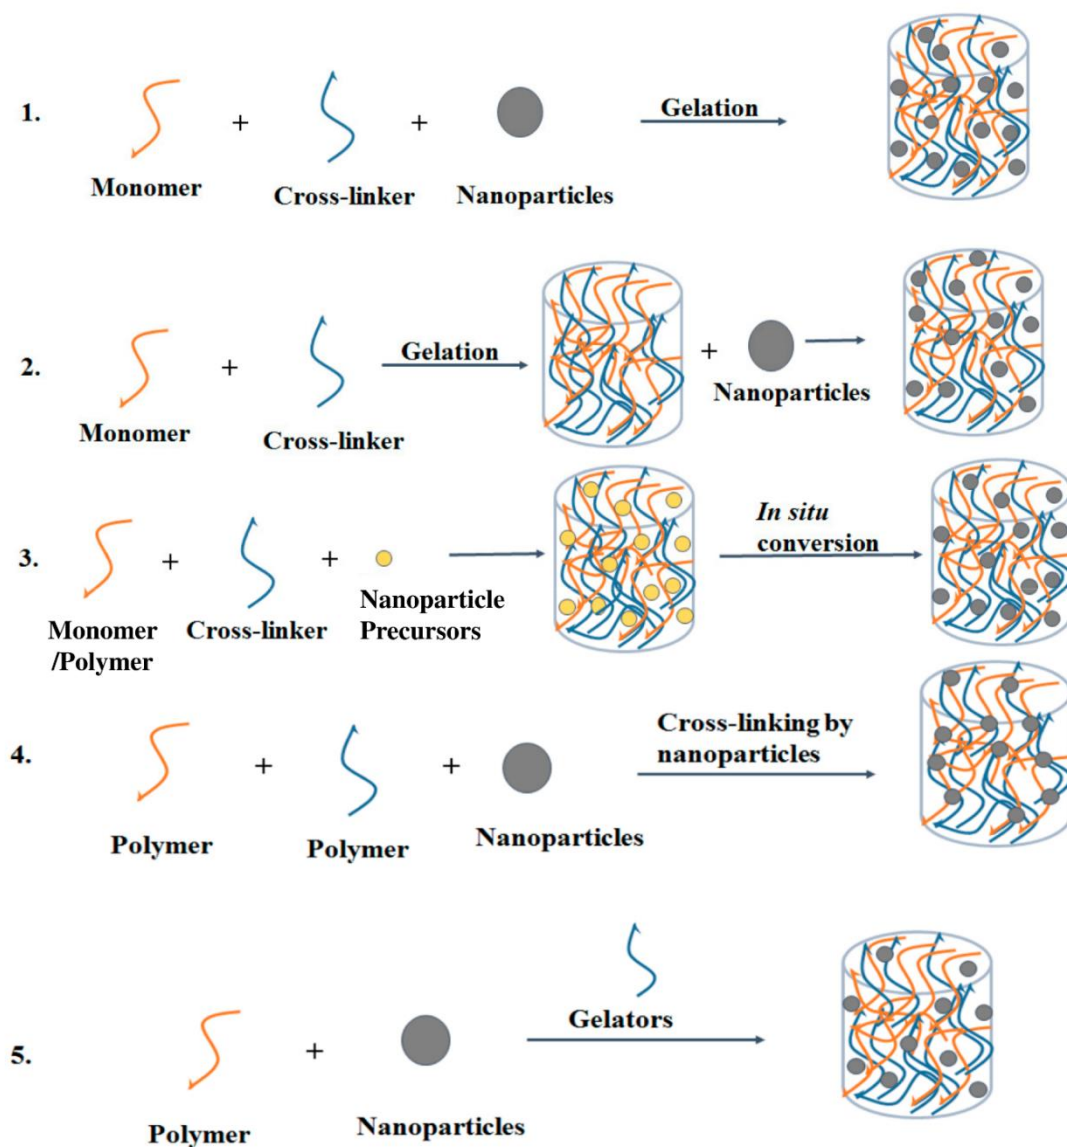 1.
+
+
Gelation
Monomer
Cross-linker
Nanoparticles
2.
+
Gelation
+
Nanoparticles
Monomer
Cross-linker
3.
+
+
In situ
conversion
Monomer
/Polymer
Cross-linker
Nanoparticle
Precursors
4.
+
+
Cross-linking by
nanoparticles
Polymer
Polymer
Nanoparticles
5.
+
Gelators
Polymer
Nanoparticles